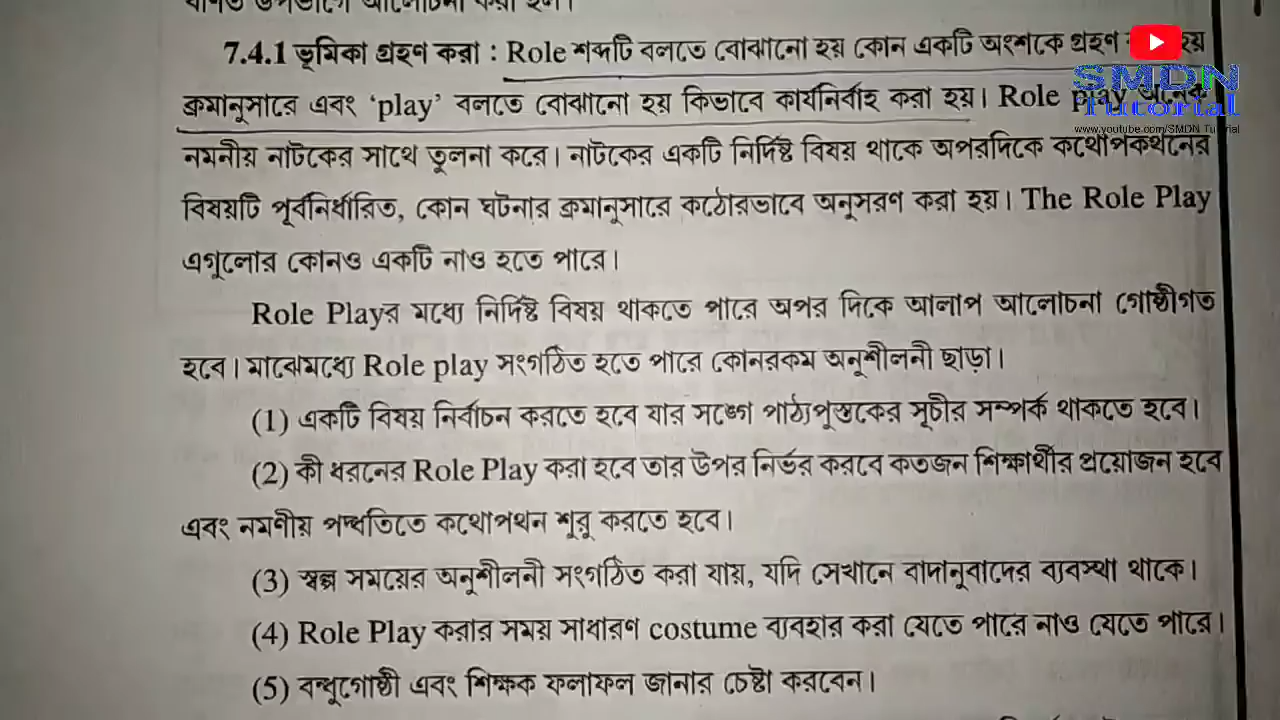 7.4.1 ভূমিকা গ্রহণ করা : Role শব্দটি বলতে বোঝানো হয় কোন একটি অংশকে গ্রহণ হয়
SMDN
ক্রমানুসারে এবং 'play' বলতে বোঝানো হয় কিভাবে কার্যনির্বাহ করা হয়। Role play অনেক
Tutorial
www.youtube.com/SMDN Tutorial
নমনীয় নাটকের সাথে তুলনা করে। নাটকের একটি নির্দিষ্ট বিষয় থাকে অপরদিকে কথোপকথনের
বিষয়টি পূর্বনির্ধারিত, কোন ঘটনার ক্রমানুসারে কঠোরভাবে অনুসরণ করা হয়। The Role Play
এগুলোর কোনও একটি নাও হতে পারে।
Role Playর মধ্যে নির্দিষ্ট বিষয় থাকতে পারে অপর দিকে আলাপ আলোচনা গোষ্ঠীগত
হবে। মাঝেমধ্যে Role play সংগঠিত হতে পারে কোনরকম অনুশীলনী ছাড়া।
(1) একটি বিষয় নির্বাচন করতে হবে যার সঙ্গে পাঠ্যপুস্তকের সূচীর সম্পর্ক থাকতে হবে।
(2) কী ধরনের Role Play করা হবে তার উপর নির্ভর করবে কতজন শিক্ষার্থীর প্রয়োজন হবে
এবং নমণীয় পদ্ধতিতে কথোপথন শুরু করতে হবে।
(3) স্বল্প সময়ের অনুশীলনী সংগঠিত করা যায়, যদি সেখানে বাদানুবাদের ব্যবস্থা থাকে।
(4) Role Play করার সময় সাধারণ costume ব্যবহার করা যেতে পারে নাও যেতে পারে।
(5) বন্ধুগোষ্ঠী এবং শিক্ষক ফলাফল জানার চেষ্টা করবেন।